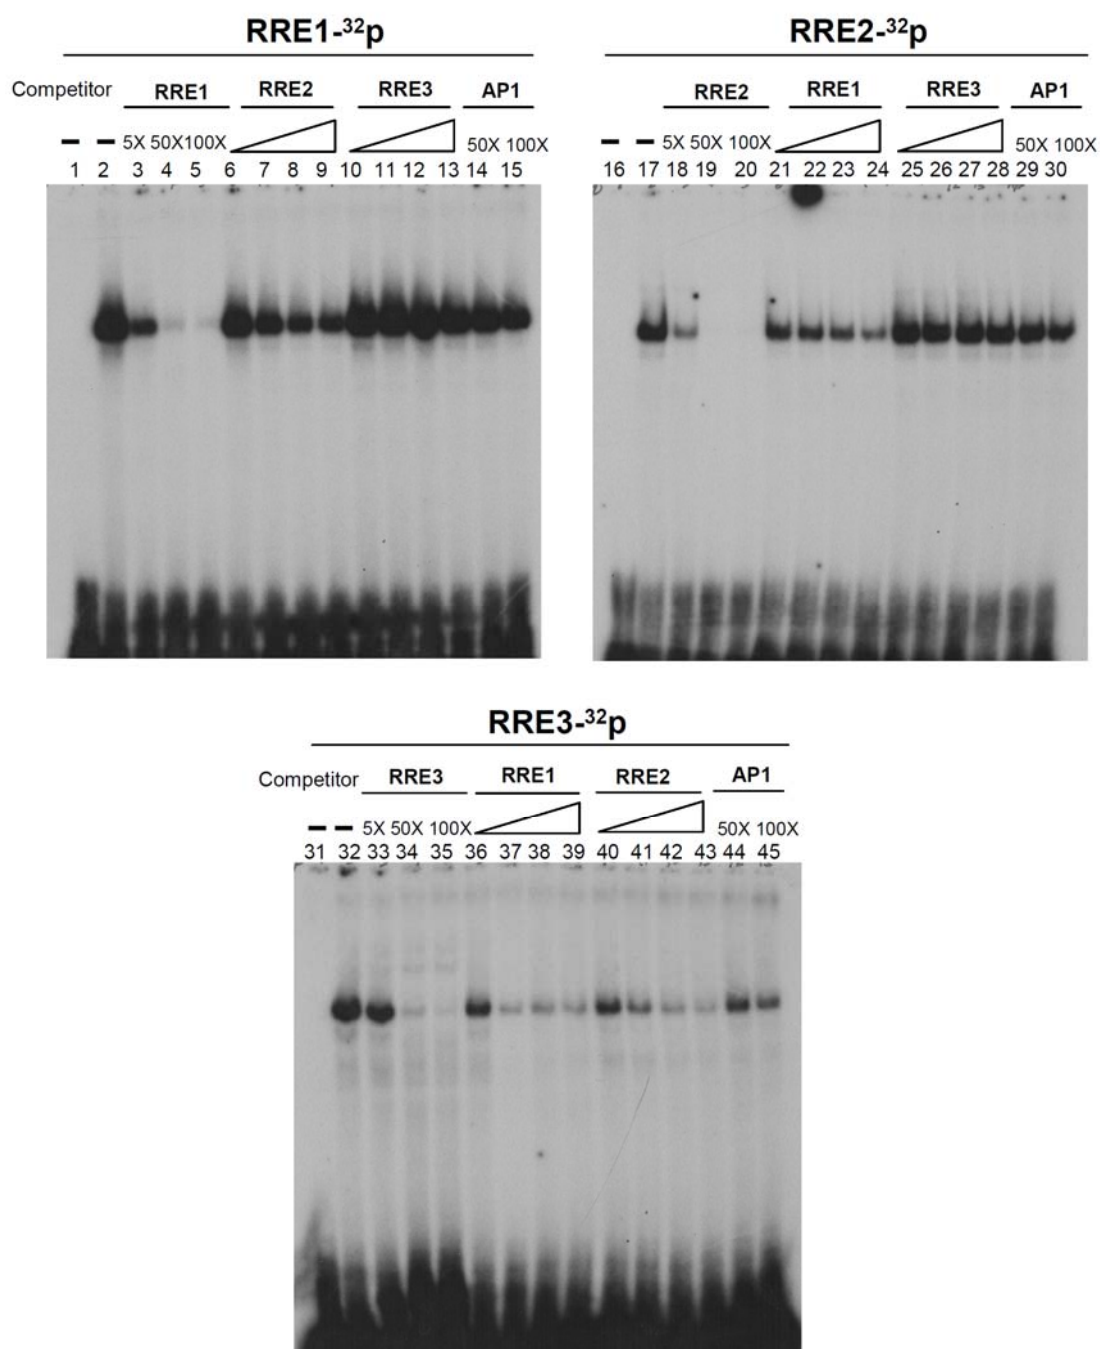 RRE1-³²p
Competitor RRE1 RRE2 RRE3 AP1
– – 5X 50X100X 50X 100X
1 2 3 4 5 6 7 8 9 10 11 12 13 14 15
RRE2-³²p
RRE2 RRE1 RRE3 AP1
– – 5X 50X 100X 50X 100X
16 17 18 19 20 21 22 23 24 25 26 27 28 29 30
RRE3-³²p
Competitor RRE3 RRE1 RRE2 AP1
– – 5X 50X 100X 50X 100X
31 32 33 34 35 36 37 38 39 40 41 42 43 44 45